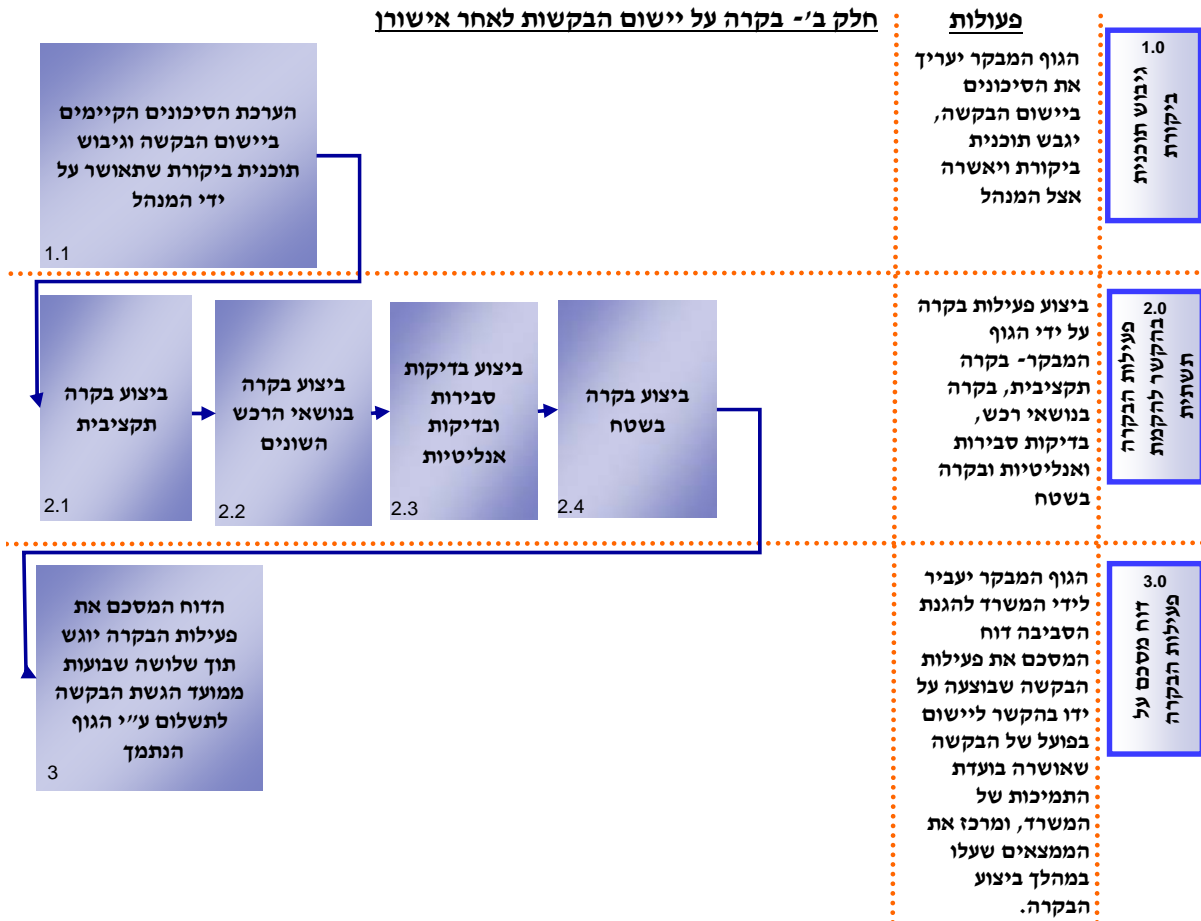 חלק ב'- בקרה על יישום הבקשות לאחר אישורן
פעולות
1.0
גיבוש תוכנית
ביקורת
הגוף המבקר יעריך
את הסיכונים
ביישום הבקשה,
יגבש תוכנית
ביקורת ויאשרה
אצל המנהל
הערכת הסיכונים הקיימים
ביישום הבקשה וגיבוש
תוכנית ביקורת שתאושר על
ידי המנהל
1.1
2.0
פעילות הבקרה
בהקשר להקמת
תשתית
ביצוע פעילות בקרה
על ידי הגוף
המבקר- בקרה
תקציבית, בקרה
בנושאי רכש,
בדיקות סבירות
ואנליטיות ובקרה
בשטח
ביצוע בקרה
תקציבית
2.1
ביצוע בקרה
בנושאי הרכש
השונים
2.2
ביצוע בדיקות
סבירות
ובדיקות
אנליטיות
2.3
ביצוע בקרה
בשטח
2.4
3.0
דוח מסכם על
פעילות הבקרה
הגוף המבקר יעביר
לידי המשרד להגנת
הסביבה דוח
המסכם את פעילות
הבקשה שבוצעה על
ידו בהקשר ליישום
בפועל של הבקשה
שאושרה בועדת
התמיכות של
המשרד, ומרכז את
הממצאים שעלו
במהלך ביצוע
הבקרה.
הדוח המסכם את
פעילות הבקרה יוגש
תוך שלושה שבועות
ממועד הגשת הבקשה
לתשלום ע״י הגוף
הנתמך
3